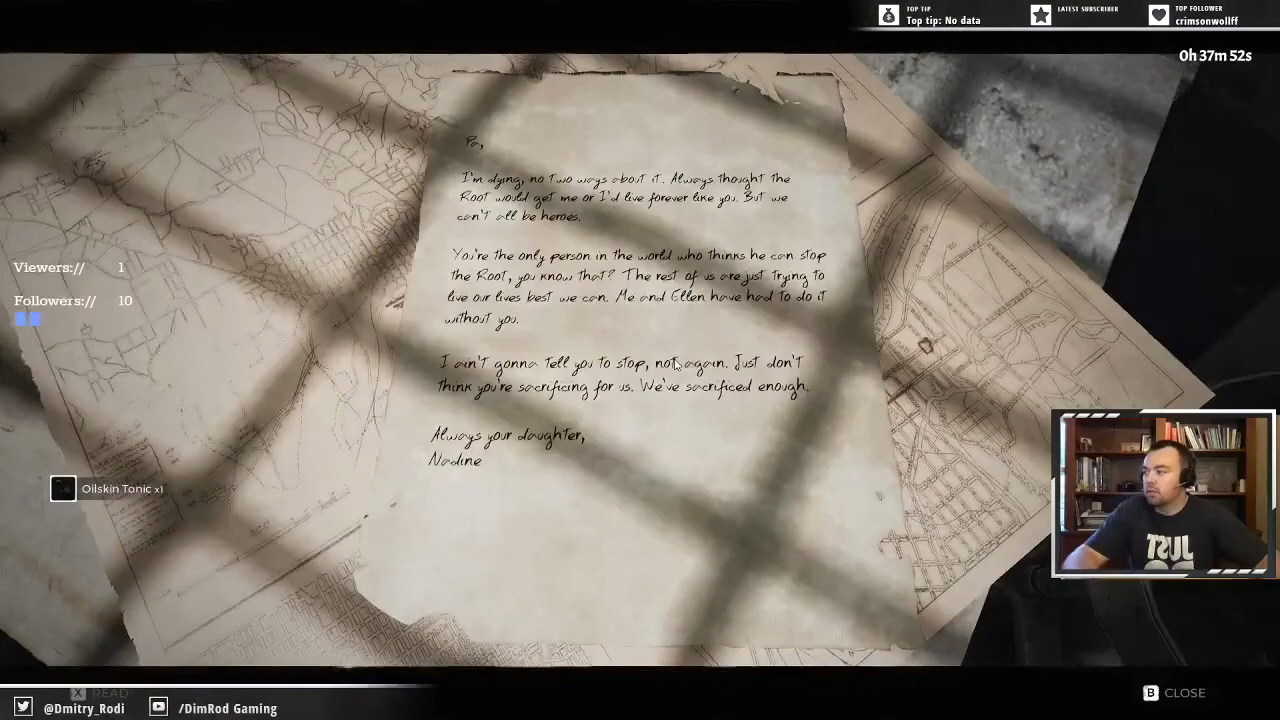 TOP TIP
Top tip: No data
LATEST SUBSCRIBER
TOP FOLLOWER
crimsonwollff
0h 37m 52s
Pa,
I'm dying, no two ways about it. Always thought the
Root would get me or I'd live forever like you. But we
can't all be heroes.
You're the only person in the world who thinks he can stop
the Root, you know that? The rest of us are just trying to
live our lives best we can. Me and Ellen have had to do it
without you.
I ain't gonna tell you to stop, not again. Just don't
think you're sacrificing for us. We've sacrificed enough.
Always your daughter,
Nadine
Viewers:// 1
Followers:// 10
Oilskin Tonic x1
JUST
X READ
B CLOSE
@Dmitry_Rodi
/DimRod Gaming